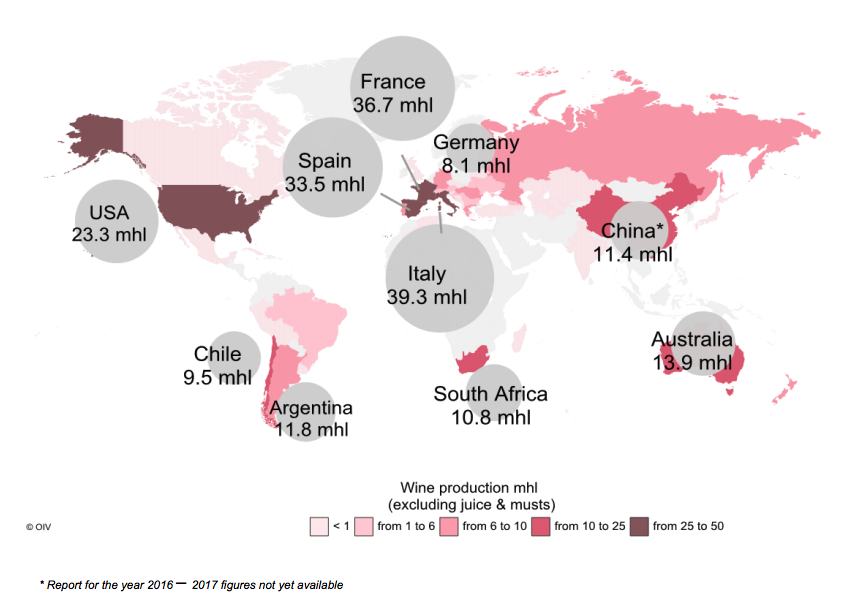 France
36.7 mhl
Germany
8.1 mhl
Spain
33.5 mhl
USA
23.3 mhl
China*
11.4 mhl
Italy
39.3 mhl
Australia
13.9 mhl
Chile
9.5 mhl
South Africa
10.8 mhl
Argentina
11.8 mhl
Wine production mhl
(excluding juice & musts)
< 1 from 1 to 6 from 6 to 10 from 10 to 25 from 25 to 50
© OIV
* Report for the year 2016 — 2017 figures not yet available